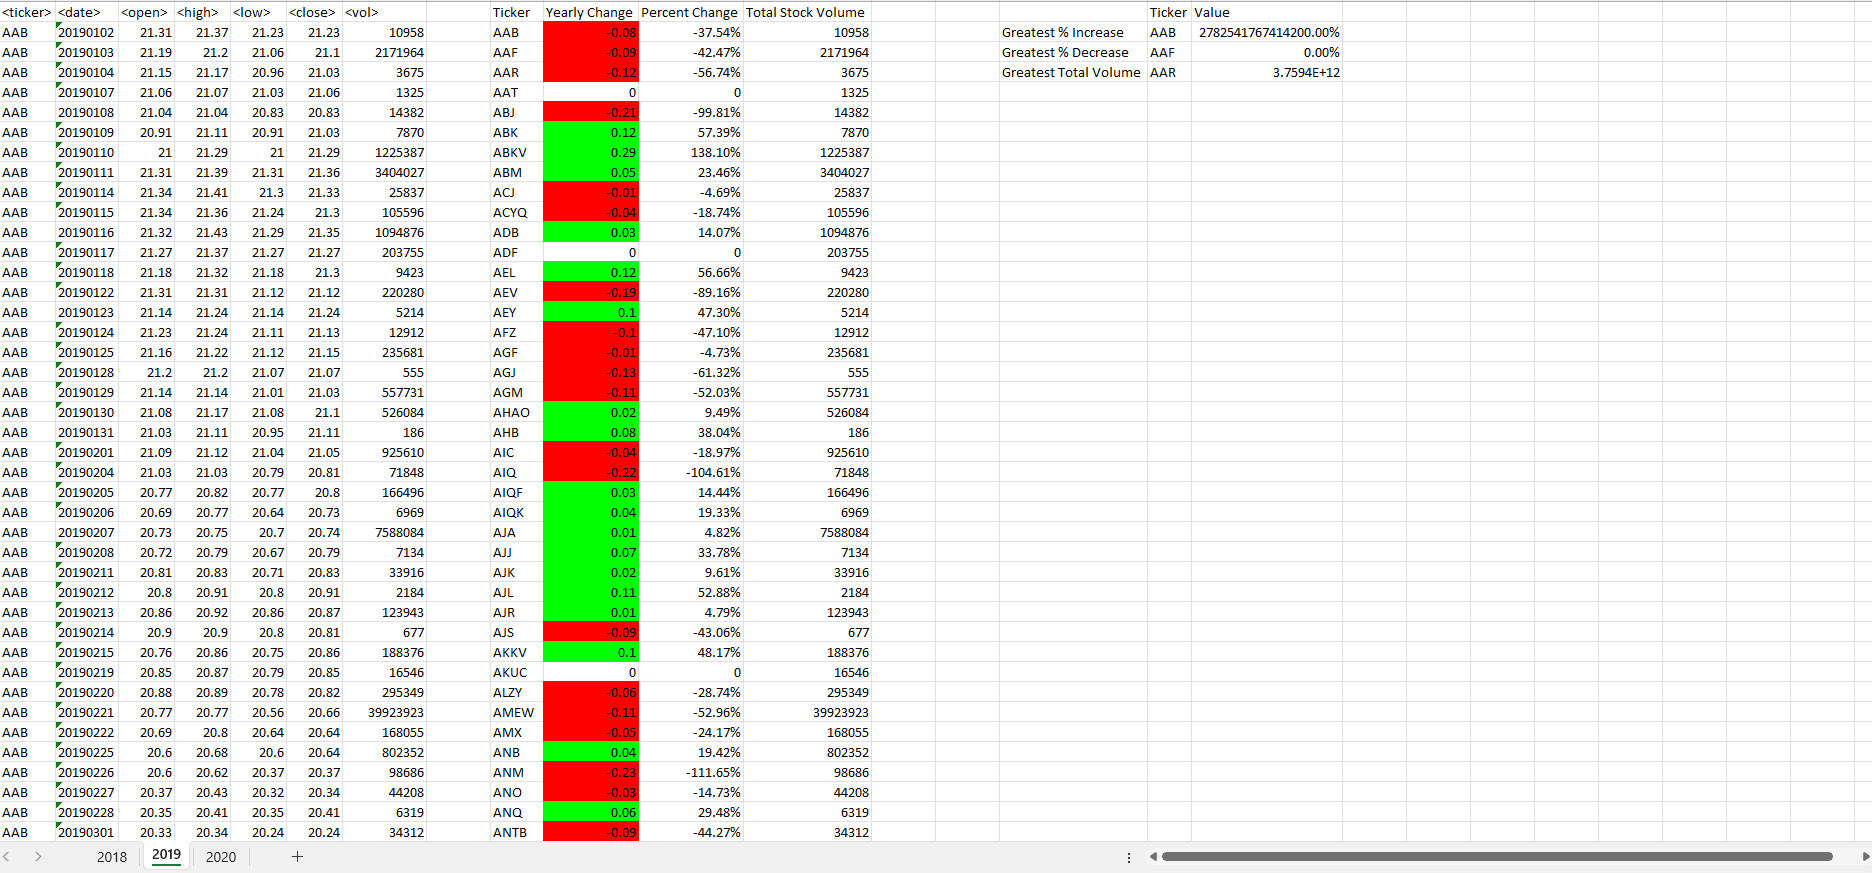 <ticker> <date> <open> <high> <low> <close> <vol> Ticker Yearly Change Percent Change Total Stock Volume Ticker Value
AAB 20190102 21.31 21.37 21.23 21.23 10958 AAB -0.08 -37.54% 10958 Greatest % Increase AAB 2782541767414200.00%
AAB 20190103 21.19 21.2 21.06 21.1 2171964 AAF -0.09 -42.47% 2171964 Greatest % Decrease AAF 0.00%
AAB 20190104 21.15 21.17 20.96 21.03 3675 AAR -0.12 -56.74% 3675 Greatest Total Volume AAR 3.7594E+12
AAB 20190107 21.06 21.07 21.03 21.06 1325 AAT 0 0 1325
AAB 20190108 21.04 21.04 20.83 20.83 14382 ABJ -0.21 -99.81% 14382
AAB 20190109 20.91 21.11 20.91 21.03 7870 ABK 0.12 57.39% 7870
AAB 20190110 21 21.29 21 21.29 1225387 ABKV 0.29 138.10% 1225387
AAB 20190111 21.31 21.39 21.31 21.36 3404027 ABM 0.05 23.46% 3404027
AAB 20190114 21.34 21.41 21.3 21.33 25837 ACJ -0.01 -4.69% 25837
AAB 20190115 21.34 21.36 21.24 21.3 105596 ACYQ -0.04 -18.74% 105596
AAB 20190116 21.32 21.43 21.29 21.35 1094876 ADB 0.03 14.07% 1094876
AAB 20190117 21.27 21.37 21.27 21.27 203755 ADF 0 0 203755
AAB 20190118 21.18 21.32 21.18 21.3 9423 AEL 0.12 56.66% 9423
AAB 20190122 21.31 21.31 21.12 21.12 220280 AEV -0.19 -89.16% 220280
AAB 20190123 21.14 21.24 21.14 21.24 5214 AEY 0.1 47.30% 5214
AAB 20190124 21.23 21.24 21.11 21.13 12912 AFZ -0.1 -47.10% 12912
AAB 20190125 21.16 21.22 21.12 21.15 235681 AGF -0.01 -4.73% 235681
AAB 20190128 21.2 21.2 21.07 21.07 555 AGJ -0.13 -61.32% 555
AAB 20190129 21.14 21.14 21.01 21.03 557731 AGM -0.11 -52.03% 557731
AAB 20190130 21.08 21.17 21.08 21.1 526084 AHAO 0.02 9.49% 526084
AAB 20190131 21.03 21.11 20.95 21.11 186 AHB 0.08 38.04% 186
AAB 20190201 21.09 21.12 21.04 21.05 925610 AIC -0.04 -18.97% 925610
AAB 20190204 21.03 21.03 20.79 20.81 71848 AIQ -0.22 -104.61% 71848
AAB 20190205 20.77 20.82 20.77 20.8 166496 AIQF 0.03 14.44% 166496
AAB 20190206 20.69 20.77 20.64 20.73 6969 AIQK 0.04 19.33% 6969
AAB 20190207 20.73 20.75 20.7 20.74 7588084 AJA 0.01 4.82% 7588084
AAB 20190208 20.72 20.79 20.67 20.79 7134 AJJ 0.07 33.78% 7134
AAB 20190211 20.81 20.83 20.71 20.83 33916 AJK 0.02 9.61% 33916
AAB 20190212 20.8 20.91 20.8 20.91 2184 AJL 0.11 52.88% 2184
AAB 20190213 20.86 20.92 20.86 20.87 123943 AJR 0.01 4.79% 123943
AAB 20190214 20.9 20.9 20.8 20.81 677 AJS -0.09 -43.06% 677
AAB 20190215 20.76 20.86 20.75 20.86 188376 AKKV 0.1 48.17% 188376
AAB 20190219 20.85 20.87 20.79 20.85 16546 AKUC 0 0 16546
AAB 20190220 20.88 20.89 20.78 20.82 295349 ALZY -0.06 -28.74% 295349
AAB 20190221 20.77 20.77 20.56 20.66 39923923 AMEW -0.11 -52.96% 39923923
AAB 20190222 20.69 20.8 20.64 20.64 168055 AMX -0.05 -24.17% 168055
AAB 20190225 20.6 20.68 20.6 20.64 802352 ANB 0.04 19.42% 802352
AAB 20190226 20.6 20.62 20.37 20.37 98686 ANM -0.23 -111.65% 98686
AAB 20190227 20.37 20.43 20.32 20.34 44208 ANO -0.03 -14.73% 44208
AAB 20190228 20.35 20.41 20.35 20.41 6319 ANQ 0.06 29.48% 6319
AAB 20190301 20.33 20.34 20.24 20.24 34312 ANTB -0.09 -44.27% 34312
2018 2019 2020